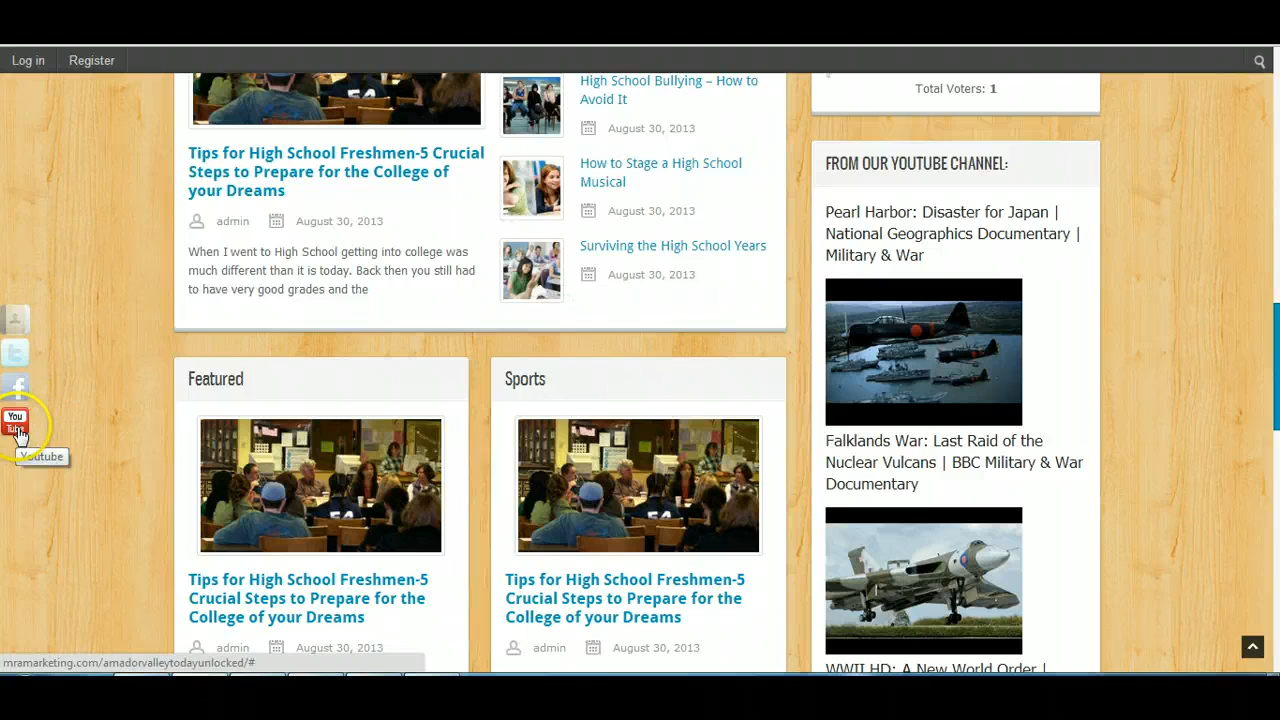 Log in Register
High School Bullying – How to
Avoid It
August 30, 2013
How to Stage a High School
Musical
August 30, 2013
Surviving the High School Years
August 30, 2013
Tips for High School Freshmen-5 Crucial
Steps to Prepare for the College of
your Dreams
admin August 30, 2013
When I went to High School getting into college was
much different than it is today. Back then you still had
to have very good grades and the
Total Voters: 1
FROM OUR YOUTUBE CHANNEL:
Pearl Harbor: Disaster for Japan |
National Geographics Documentary |
Military & War
Falklands War: Last Raid of the
Nuclear Vulcans | BBC Military & War
Documentary
WWII HD: A New World Order |
Featured
Tips for High School Freshmen-5
Crucial Steps to Prepare for the
College of your Dreams
admin August 30, 2013
Sports
Tips for High School Freshmen-5
Crucial Steps to Prepare for the
College of your Dreams
admin August 30, 2013
You
Tube
Youtube
mramarketing.com/amadorvalleytodayunlocked/#